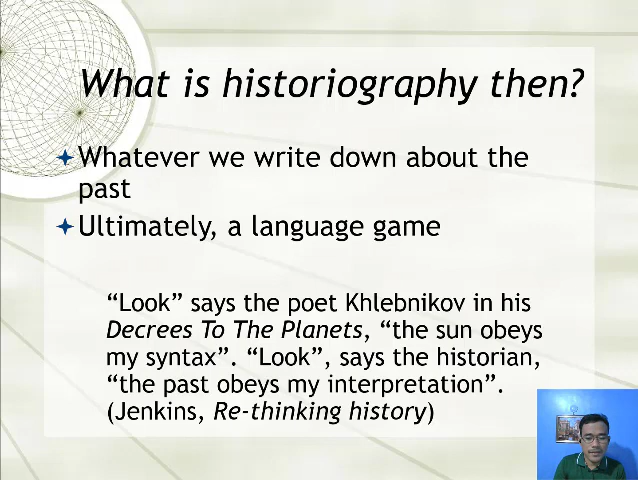 What is historiography then?
Whatever we write down about the
past
Ultimately, a language game
“Look” says the poet Khlebnikov in his
Decrees To The Planets, “the sun obeys
my syntax”. “Look”, says the historian,
“the past obeys my interpretation”.
(Jenkins, Re-thinking history)